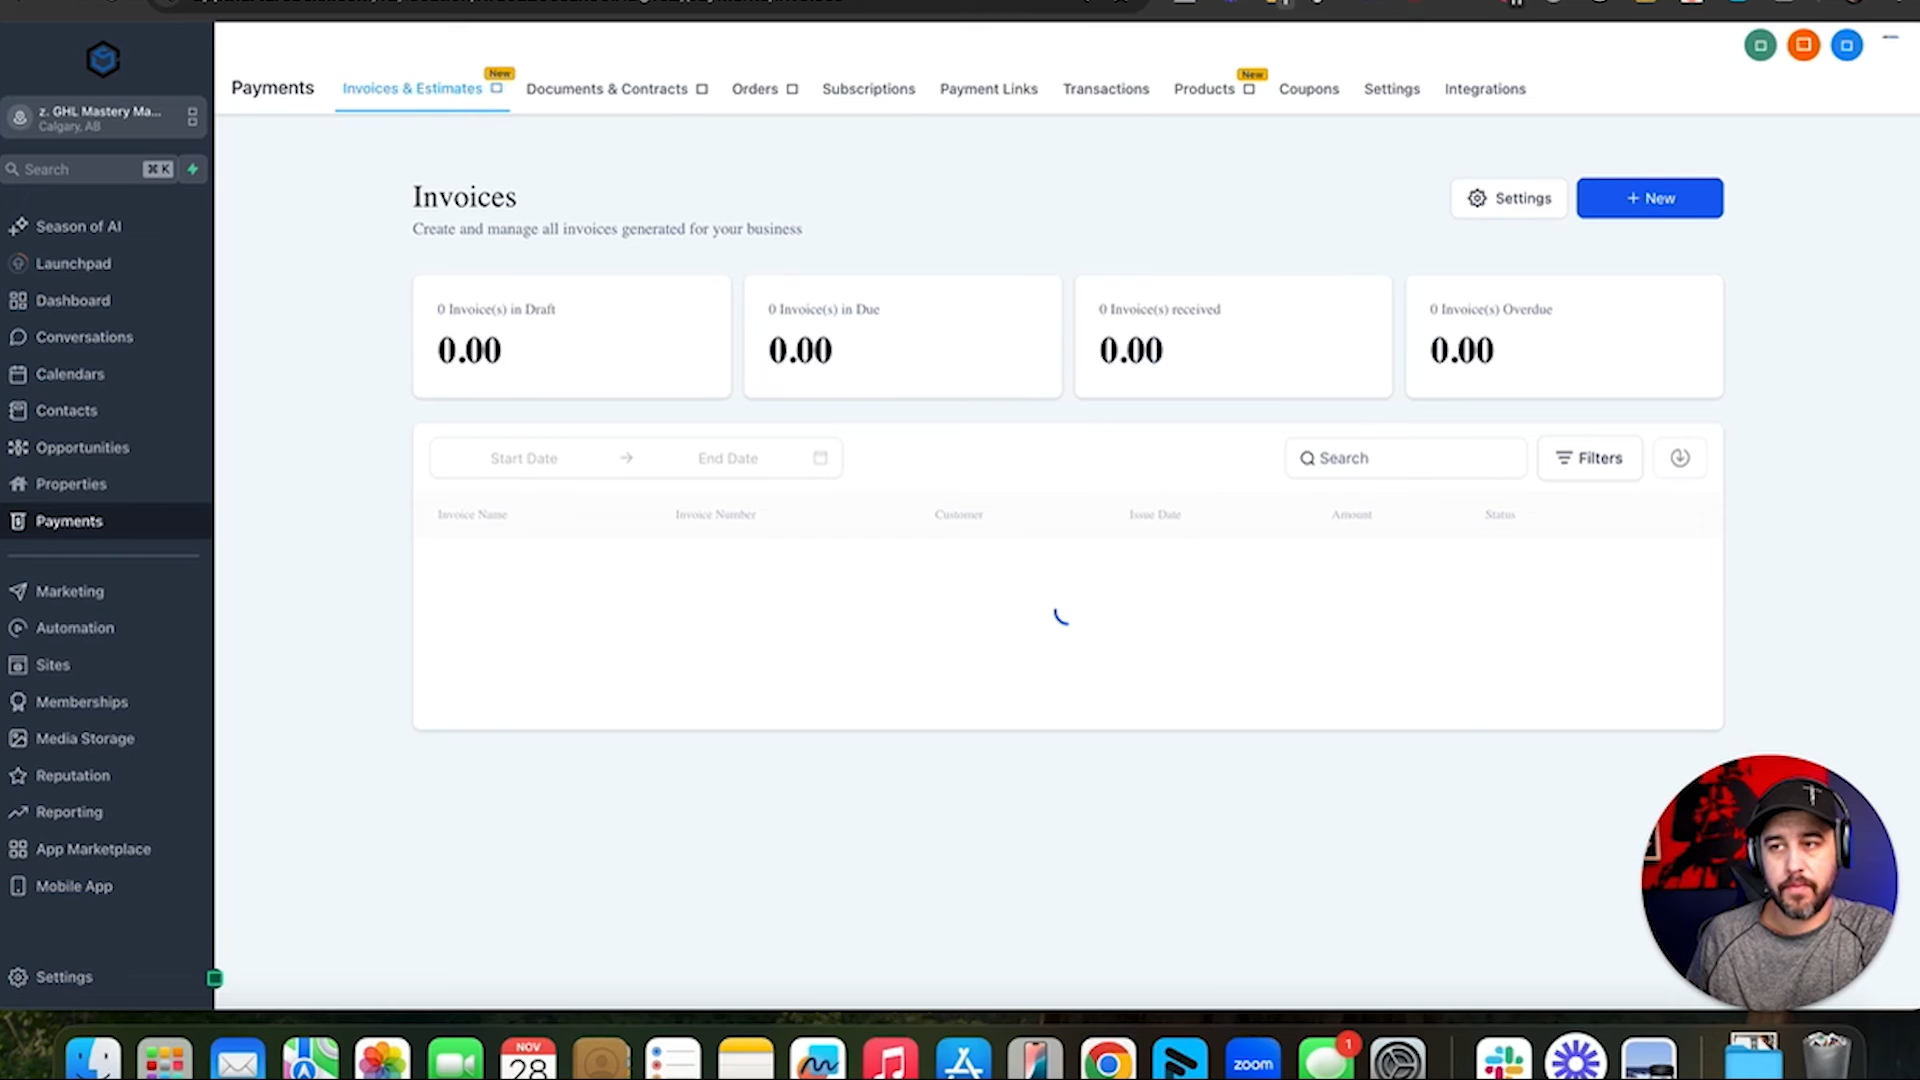 z. GHL Mastery Ma...
Calgary, AB
Search
⌘ K
Season of AI
Launchpad
Dashboard
Conversations
Calendars
Contacts
Opportunities
Properties
Payments
Marketing
Automation
Sites
Memberships
Media Storage
Reputation
Reporting
App Marketplace
Mobile App
Settings
Payments
Invoices & Estimates
New
Documents & Contracts
Orders
Subscriptions
Payment Links
Transactions
Products
New
Coupons
Settings
Integrations
Invoices
Create and manage all invoices generated for your business
Settings
+ New
0 Invoice(s) in Draft
0.00
0 Invoice(s) in Due
0.00
0 Invoice(s) received
0.00
0 Invoice(s) Overdue
0.00
Start Date
End Date
Search
Filters
Invoice Name
Invoice Number
Customer
Issue Date
Amount
Status
NOV
28
zoom
1